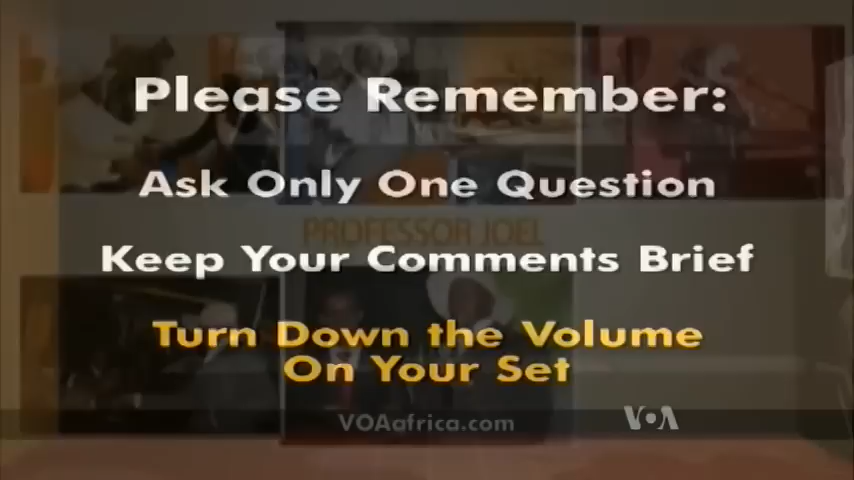 Please Remember:
Ask Only One Question
PROFESSOR JOEL
Keep Your Comments Brief
Turn Down the Volume
On Your Set
VOAafrica.com
VOA